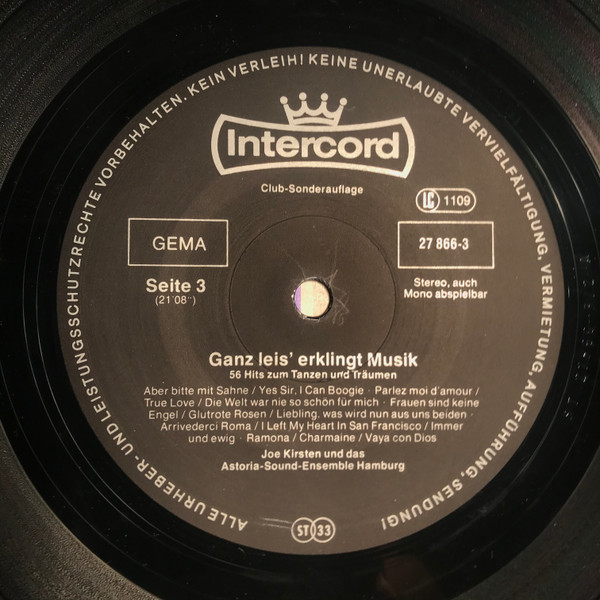 ALLE URHEBER- UND LEISTUNGSSCHUTZRECHTE VORBEHALTEN. KEIN VERLEIH! KEINE UNERLAUBTE VERVIELFÄLTIGUNG, VERMIETUNG, AUFFÜHRUNG, SENDUNG!
Intercord
Club-Sonderauflage
LC 1109
GEMA
27 866-3
Seite 3
(21'08'')
Stereo, auch
Mono abspielbar
Ganz leis' erklingt Musik
56 Hits zum Tanzen und Träumen
Aber bitte mit Sahne / Yes Sir, I Can Boogie · Parlez moi d'amour /
True Love / Die Welt war nie so schön für mich · Frauen sind keine
Engel / Glutrote Rosen / Liebling, was wird nun aus uns beiden ·
Arrivederci Roma / I Left My Heart In San Francisco / Immer
und ewig · Ramona / Charmaine / Vaya con Dios
Joe Kirsten und das
Astoria-Sound-Ensemble Hamburg
ST 33